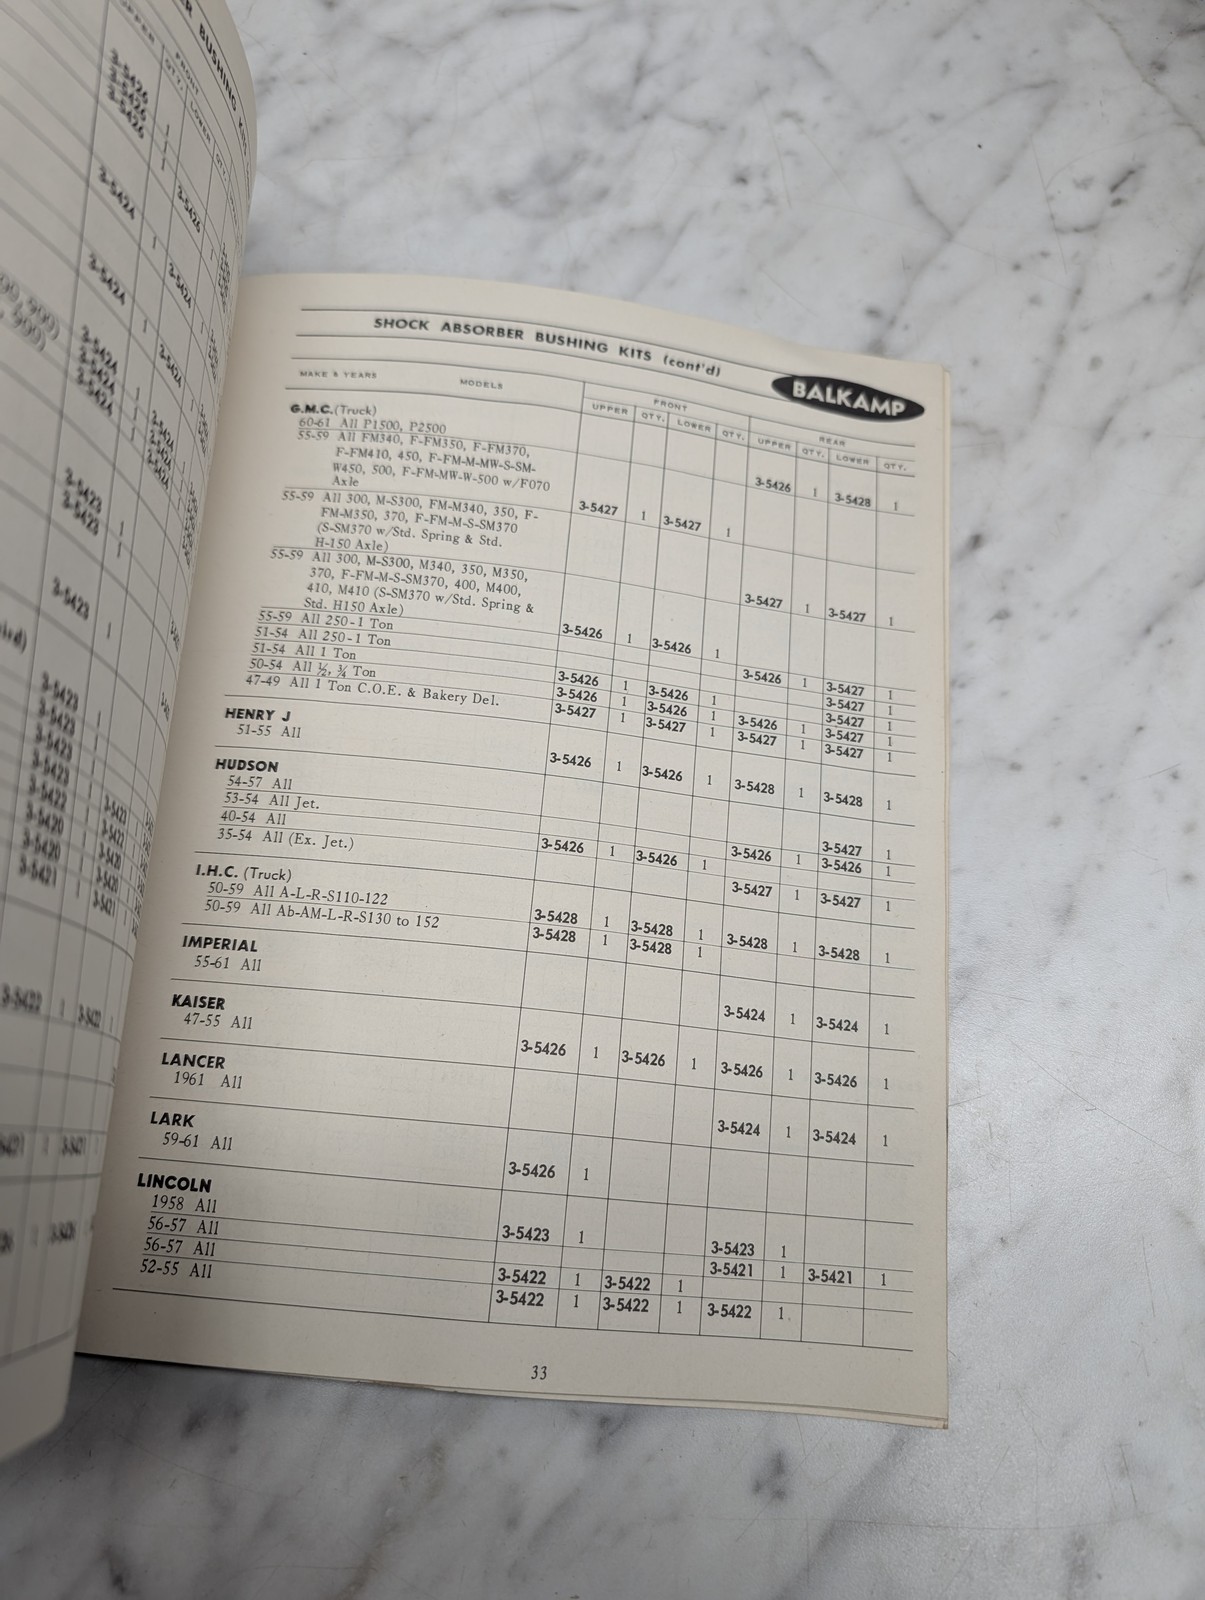 SHOCK ABSORBER BUSHING KITS (cont'd)
BALKAMP
MAKE & YEARS MODELS FRONT REAR
UPPER QTY. LOWER QTY. UPPER QTY. LOWER QTY.
G.M.C. (Truck)
60-61 All P1500, P2500 3-5426 1 3-5428 1
55-59 All FM340, F-FM350, F-FM370,
F-FM410, 450, F-FM-M-MW-S-SM-
W450, 500, F-FM-MW-W-500 w/F070
Axle 3-5427 1 3-5427 1
55-59 All 300, M-S300, FM-M340, 350, F-
FM-M350, 370, F-FM-M-S-SM370
(S-SM370 w/Std. Spring & Std.
H-150 Axle) 3-5427 1 3-5427 1
55-59 All 300, M-S300, M340, 350, M350,
370, F-FM-M-S-SM370, 400, M400,
410, M410 (S-SM370 w/Std. Spring &
Std. H150 Axle) 3-5426 1 3-5426 1
55-59 All 250-1 Ton 3-5426 1 3-5427 1
51-54 All 250-1 Ton 3-5426 1 3-5426 1 3-5427 1
51-54 All 1 Ton 3-5426 1 3-5426 1 3-5427 1
50-54 All ½, ¾ Ton 3-5427 1 3-5427 1 3-5426 1 3-5427 1
47-49 All 1 Ton C.O.E. & Bakery Del. 3-5427 1 3-5427 1
HENRY J
51-55 All 3-5426 1 3-5426 1 3-5428 1 3-5428 1
HUDSON
54-57 All 3-5427 1
53-54 All Jet. 3-5426 1 3-5426 1
40-54 All 3-5426 1 3-5426 1
35-54 All (Ex. Jet.) 3-5427 1 3-5427 1
I.H.C. (Truck)
50-59 All A-L-R-S110-122 3-5428 1 3-5428 1 3-5428 1 3-5428 1
50-59 All Ab-AM-L-R-S130 to 152 3-5428 1 3-5428 1
IMPERIAL
55-61 All 3-5424 1 3-5424 1
KAISER
47-55 All 3-5426 1 3-5426 1 3-5426 1 3-5426 1
LANCER
1961 All 3-5424 1 3-5424 1
LARK
59-61 All 3-5426 1
LINCOLN
1958 All 3-5423 1 3-5423 1
56-57 All 3-5421 1 3-5421 1
56-57 All 3-5422 1 3-5422 1
52-55 All 3-5422 1 3-5422 1 3-5422 1
33